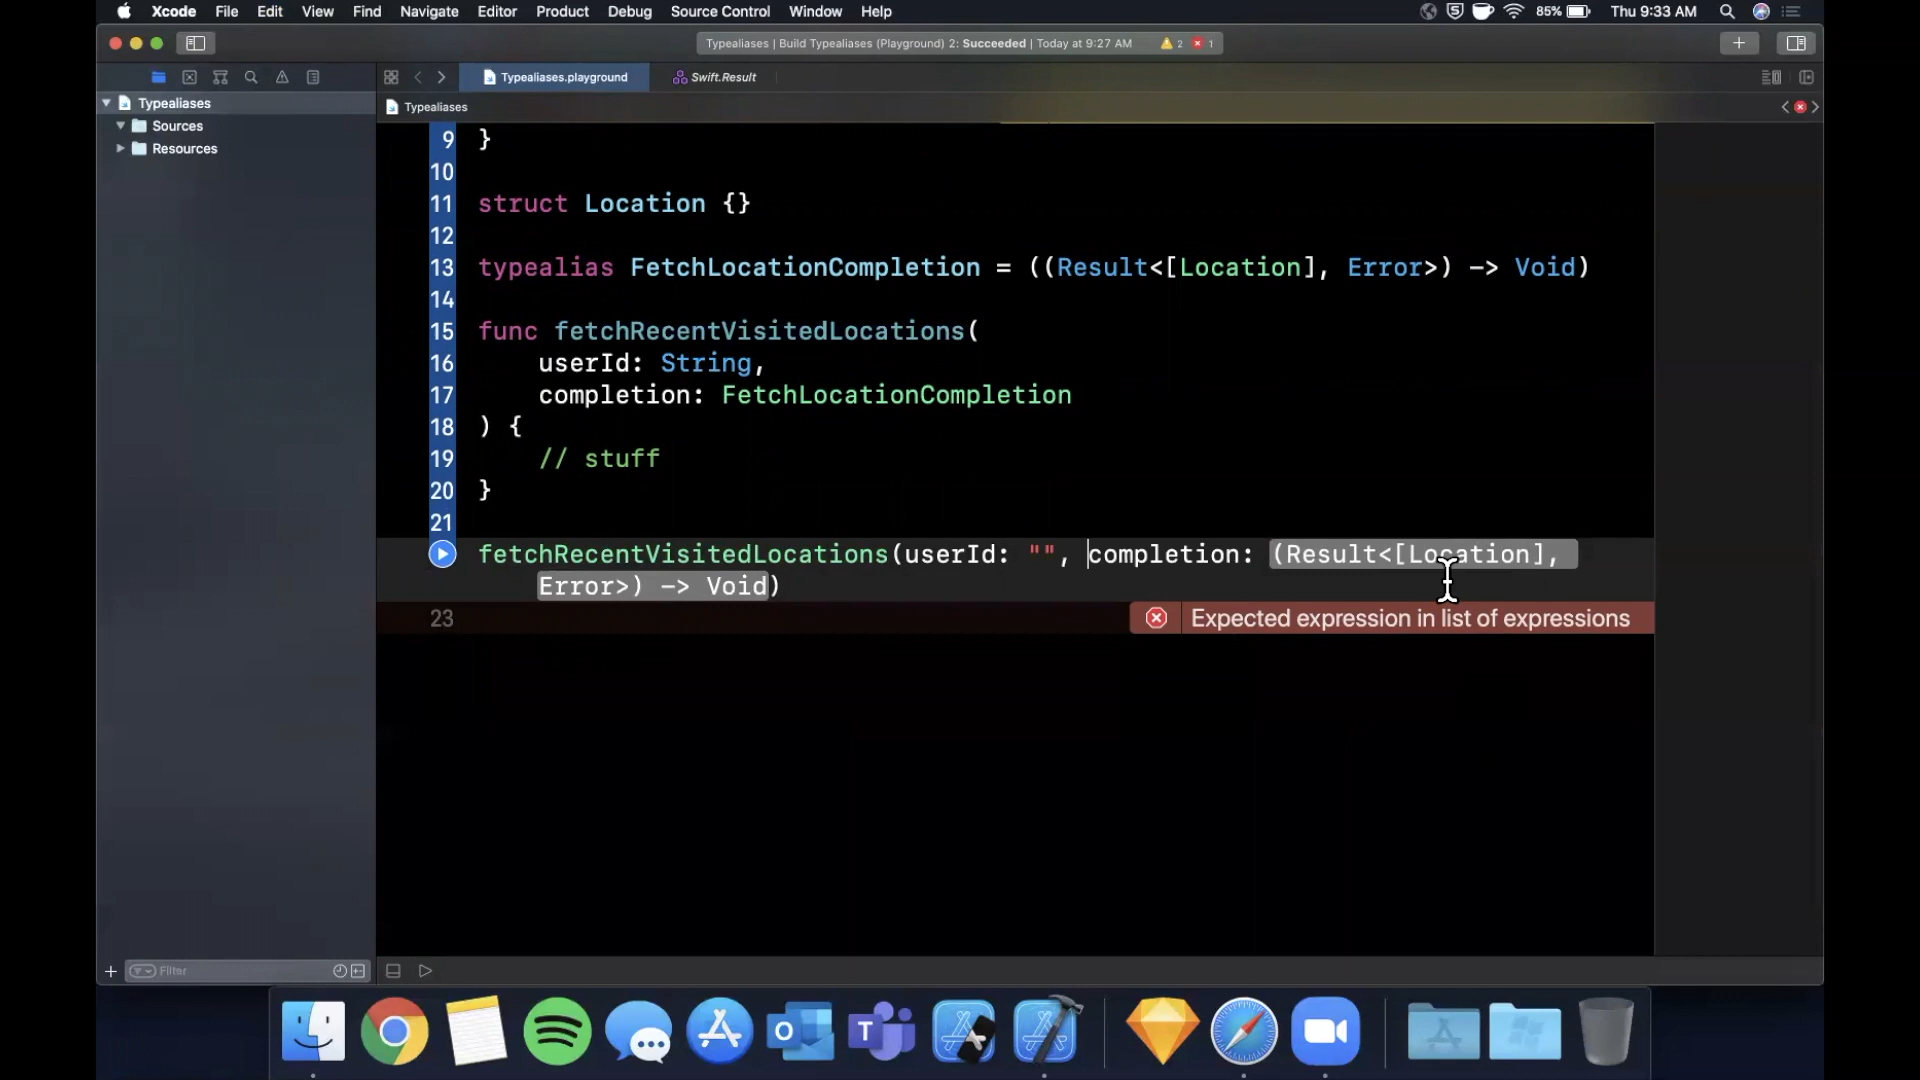 Xcode File Edit View Find Navigate Editor Product Debug Source Control Window Help 85% Thu 9:33 AM
Typealiases | Build Typealiases (Playground) 2: Succeeded | Today at 9:27 AM 2 1
Typealiases.playground Swift.Result
Typealiases
Sources
Resources
Typealiases
9 }
10
11 struct Location {}
12
13 typealias FetchLocationCompletion = ((Result<[Location], Error>) -> Void)
14
15 func fetchRecentVisitedLocations(
16 userId: String,
17 completion: FetchLocationCompletion
18 ) {
19 // stuff
20 }
21
fetchRecentVisitedLocations(userId: "", completion: (Result<[Location],
Error>) -> Void)
23 Expected expression in list of expressions
Filter